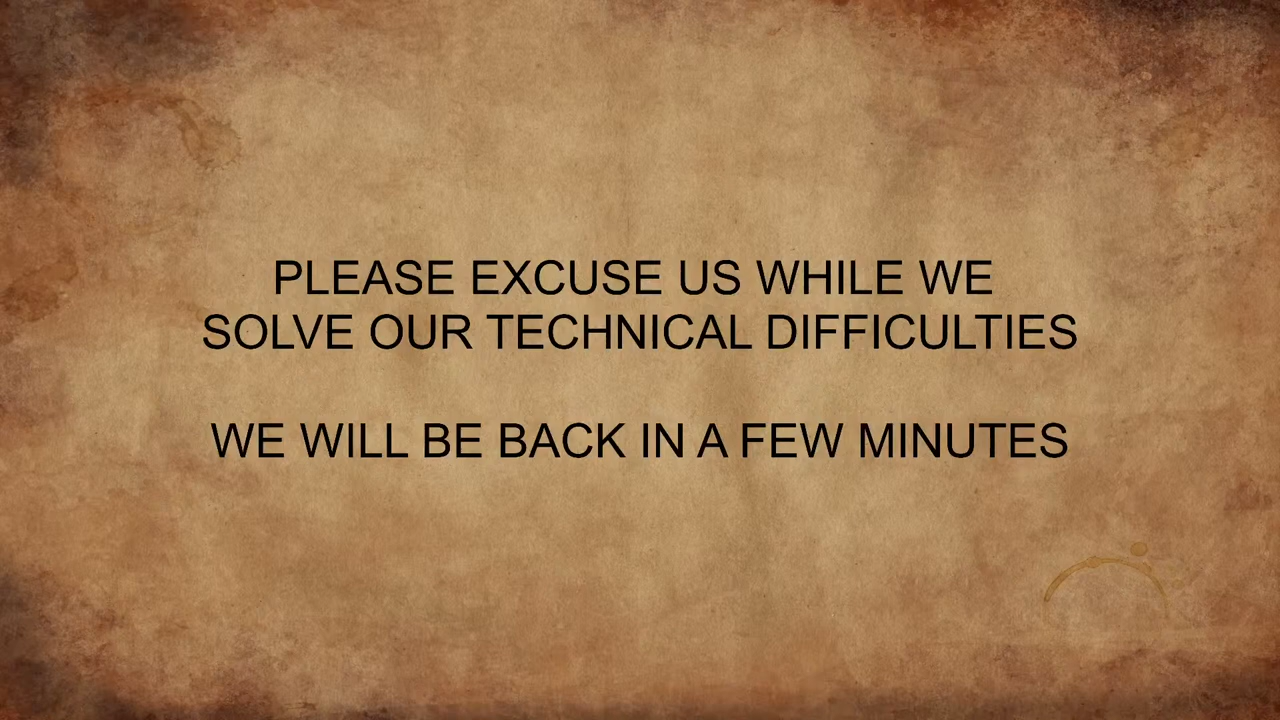 PLEASE EXCUSE US WHILE WE
SOLVE OUR TECHNICAL DIFFICULTIES
WE WILL BE BACK IN A FEW MINUTES